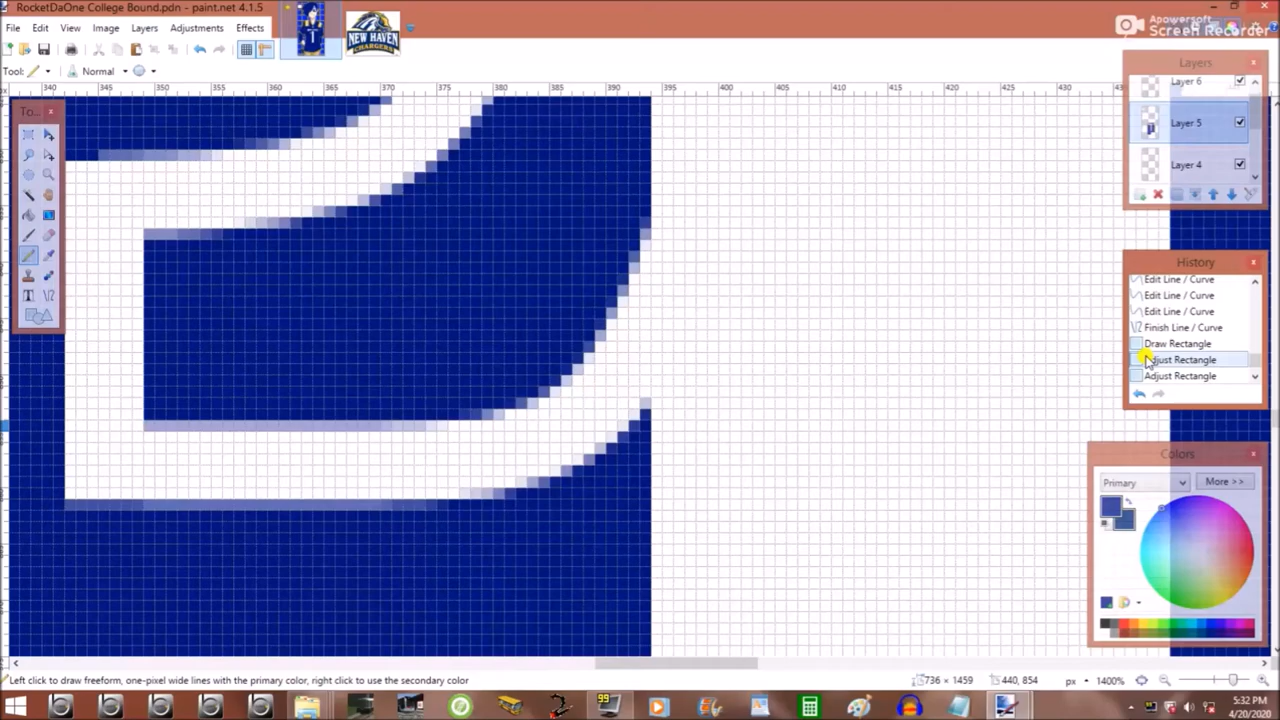 RocketDaOne College Bound.pdn - paint.net 4.1.5
Apowersoft
Screen Recorder
File Edit View Image Layers Adjustments Effects
NEW HAVEN
CHARGERS
1
Tool: Normal
340 345 350 355 360 365 370 375 380 385 390 395 400 405 410 415 420 425 430
To...
Layers
Layer 6
Layer 5
Layer 4
History
Edit Line / Curve
Edit Line / Curve
Edit Line / Curve
Finish Line / Curve
Draw Rectangle
Adjust Rectangle
Adjust Rectangle
Colors
Primary
More >>
Left click to draw freeform, one-pixel wide lines with the primary color, right click to use the secondary color
736 × 1459
440, 854
px
1400%
99
5:32 PM
4/20/2020